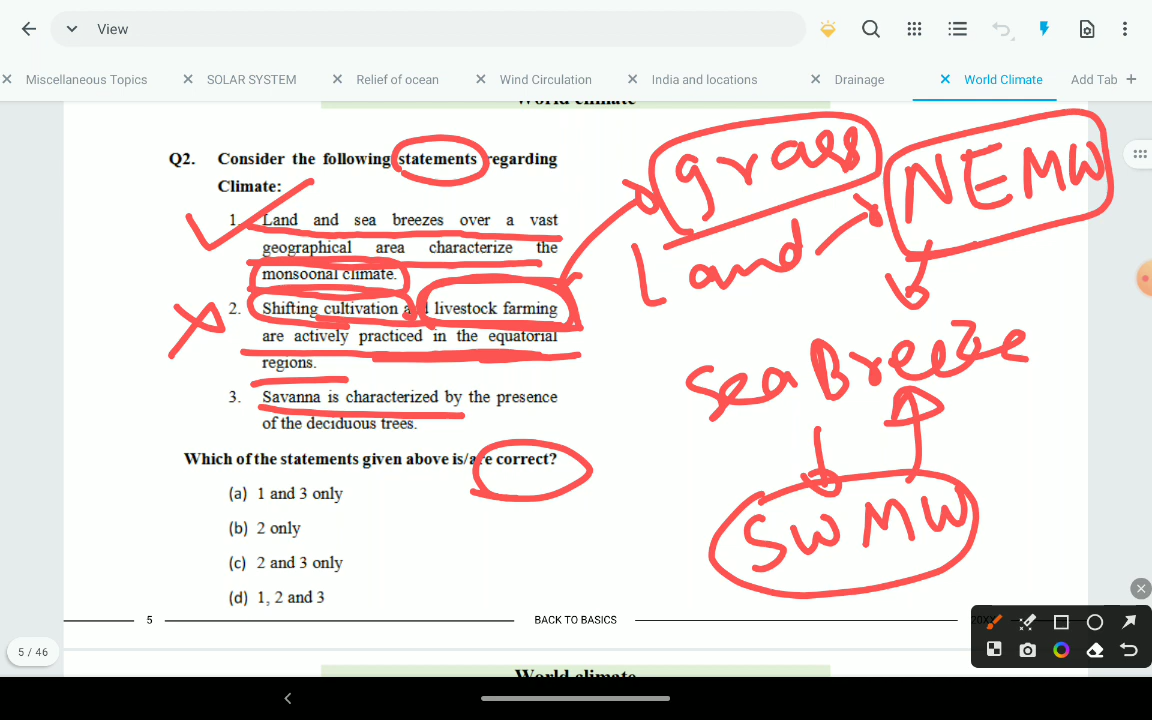 View
Miscellaneous Topics SOLAR SYSTEM Relief of ocean Wind Circulation India and locations Drainage World Climate Add Tab +
World climate
Q2. Consider the following statements regarding
Climate:
1. Land and sea breezes over a vast
geographical area characterize the
monsoonal climate.
2. Shifting cultivation and livestock farming
are actively practiced in the equatorial
regions.
3. Savanna is characterized by the presence
of the deciduous trees.
Which of the statements given above is/are correct?
(a) 1 and 3 only
(b) 2 only
(c) 2 and 3 only
(d) 1, 2 and 3
grass
Land
NEMW
Sea Breeze
SWMW
5 BACK TO BASICS
5 / 46
World climate